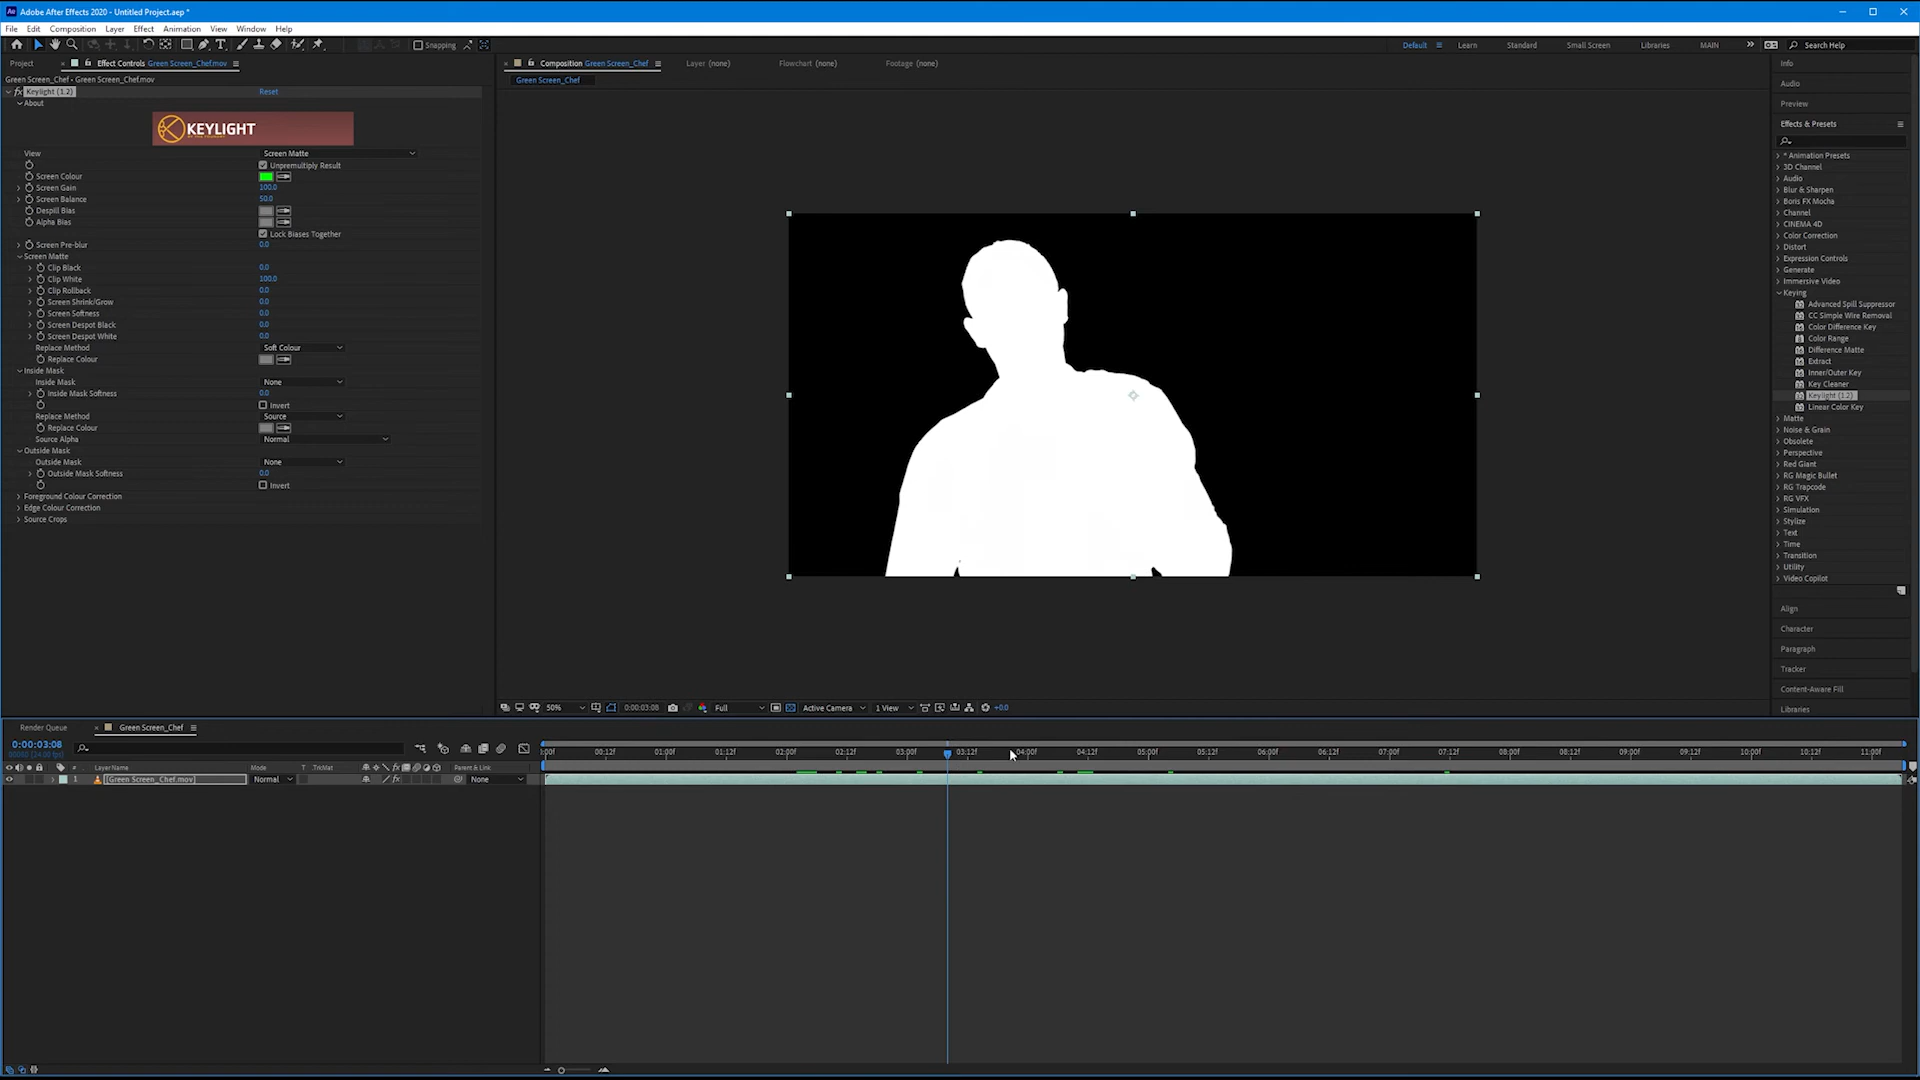 Adobe After Effects 2020 - Untitled Project.aep *
File Edit Composition Layer Effect Animation View Window Help
Snapping
Default Learn Standard Small Screen Libraries MAIN Search Help
Project Effect Controls Green Screen_Chef.mov
Composition Green Screen_Chef Layer (none) Flowchart (none) Footage (none)
Green Screen_Chef - Green Screen_Chef.mov
Green Screen_Chef
fx Keylight (1.2) Reset
About
KEYLIGHT
View Screen Matte
Unpremultiply Result
Screen Colour
Screen Gain 100.0
Screen Balance 50.0
Despill Bias
Alpha Bias
Lock Biases Together
Screen Pre-blur 0.0
Screen Matte
Clip Black 0.0
Clip White 100.0
Clip Rollback 0.0
Screen Shrink/Grow 0.0
Screen Softness 0.0
Screen Despot Black 0.0
Screen Despot White 0.0
Replace Method Soft Colour
Replace Colour
Inside Mask
Inside Mask None
Inside Mask Softness 0.0
Invert
Replace Method Source
Replace Colour
Source Alpha Normal
Outside Mask
Outside Mask None
Outside Mask Softness 0.0
Invert
Foreground Colour Correction
Edge Colour Correction
Source Crops
50% 0:00:03:08 Full Active Camera 1 View +0.0
Info
Audio
Preview
Effects & Presets
* Animation Presets
3D Channel
Audio
Blur & Sharpen
Boris FX Mocha
Channel
CINEMA 4D
Color Correction
Distort
Expression Controls
Generate
Immersive Video
Keying
Advanced Spill Suppressor
CC Simple Wire Removal
Color Difference Key
Color Range
Difference Matte
Extract
Inner/Outer Key
Key Cleaner
Keylight (1.2)
Linear Color Key
Matte
Noise & Grain
Obsolete
Perspective
Red Giant
RG Magic Bullet
RG Trapcode
RG VFX
Simulation
Stylize
Text
Time
Transition
Utility
Video Copilot
Align
Character
Paragraph
Tracker
Content-Aware Fill
Libraries
Render Queue Green Screen_Chef
0:00:03:08
:00f 00:12f 01:00f 01:12f 02:00f 02:12f 03:00f 03:12f 04:00f 04:12f 05:00f 05:12f 06:00f 06:12f 07:00f 07:12f 08:00f 08:12f 09:00f 09:12f 10:00f 10:12f 11:00f
# Layer Name Mode T .TrkMat Parent & Link
1 [Green Screen_Chef.mov] Normal None